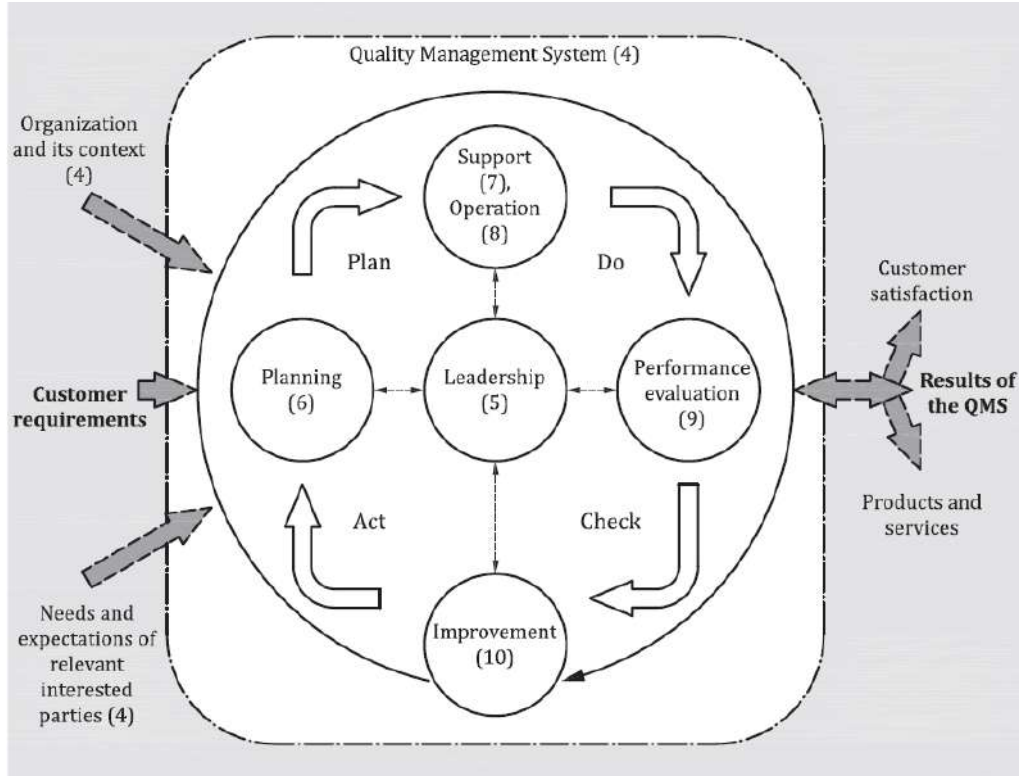 Quality Management System (4)
Organization
and its context
(4)
Support
(7),
Operation
(8)
Plan
Do
Customer
satisfaction
Planning
(6)
Leadership
(5)
Performance
evaluation
(9)
Customer
requirements
Results of
the QMS
Act
Check
Products and
services
Needs and
expectations of
relevant
interested
parties (4)
Improvement
(10)